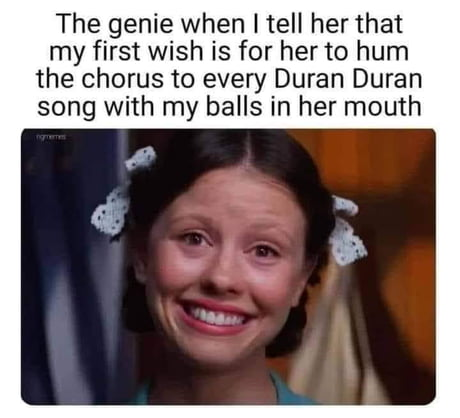 The genie when I tell her that
my first wish is for her to hum
the chorus to every Duran Duran
song with my balls in her mouth